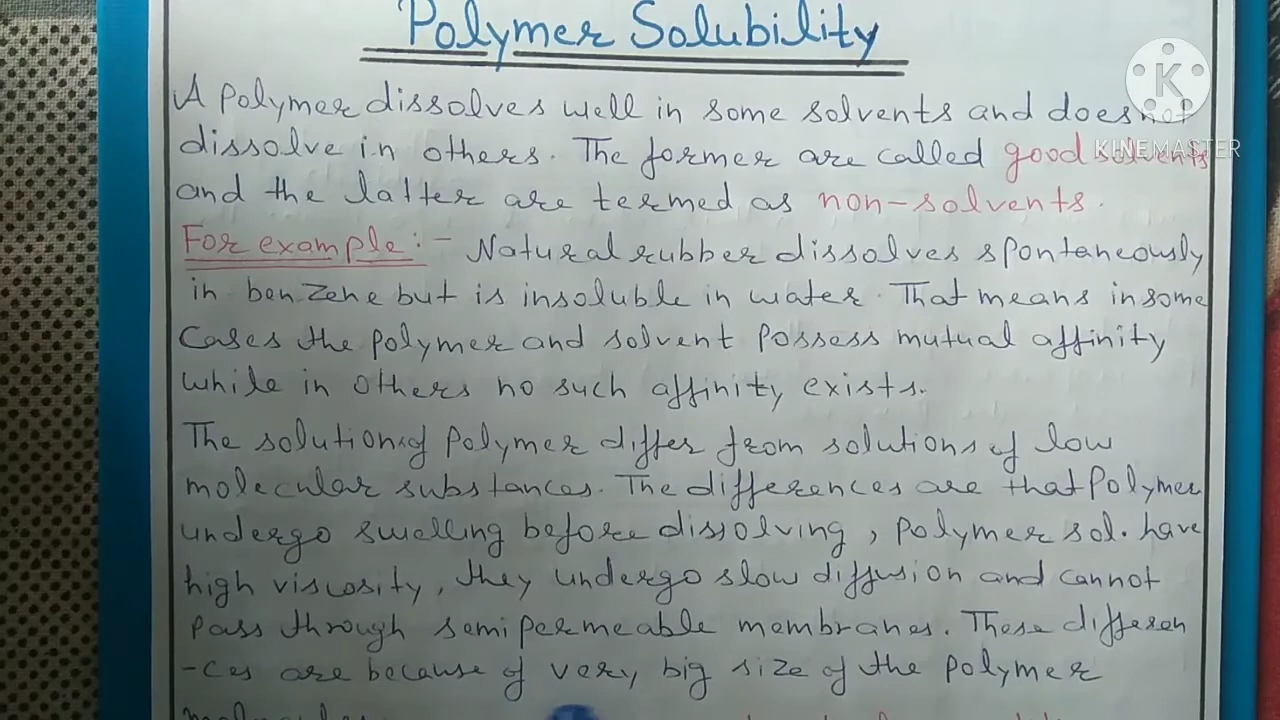 Polymer Solubility
A Polymer dissolves well in some solvents and does not
dissolve in others. The former are called good solvents
and the latter are termed as non-solvents.
For example:- Natural rubber dissolves spontaneously
in benzene but is insoluble in water. That means in some
Cases the polymer and solvent possess mutual affinity
while in others no such affinity exists.
The solution of Polymer differ from solutions of low
molecular substances. The differences are that Polymer
undergo swelling before dissolving, polymer sol. have
high viscosity, they undergo slow diffusion and cannot
pass through semipermeable membranes. These differen
-ces are because of very big size of the polymer
K
KINEMASTER